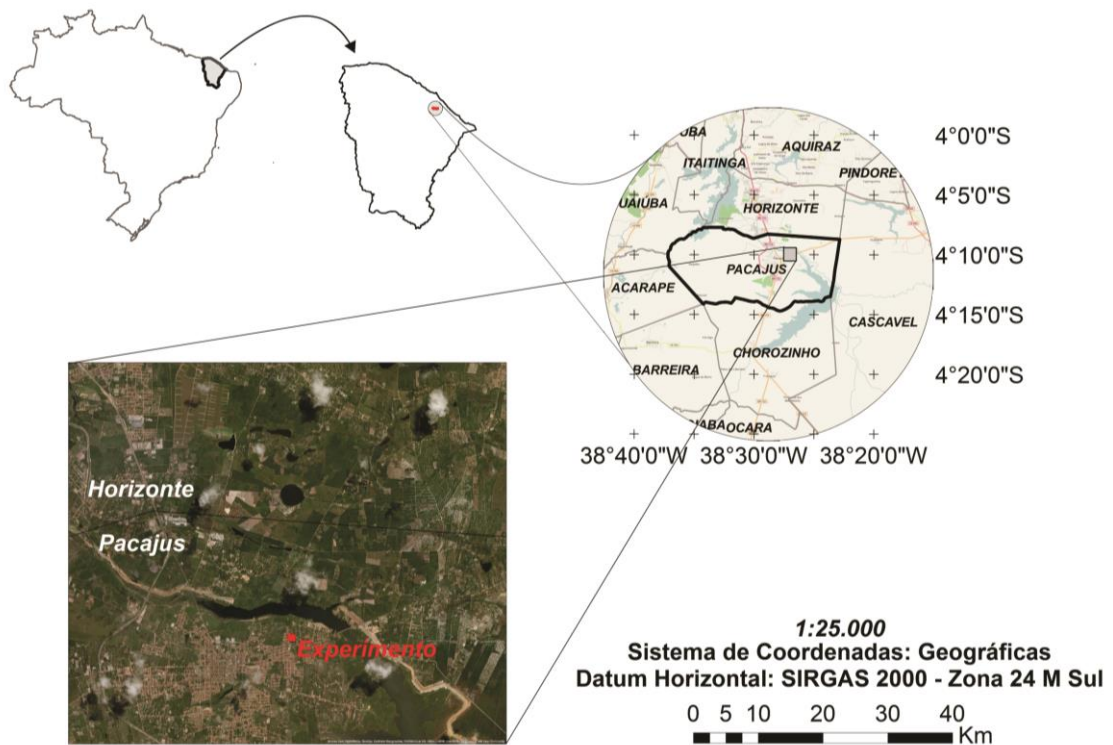 UBA
AQUIRAZ
ITAITINGA
PINDORET
UAIÚBA
HORIZONTE
PACAJUS
ACARAPE
CASCAVEL
CHOROZINHO
BARREIRA
OCARA
4°0'0"S
4°5'0"S
4°10'0"S
4°15'0"S
4°20'0"S
38°40'0"W 38°30'0"W 38°20'0"W
Horizonte
Pacajus
Experimento
1:25.000
Sistema de Coordenadas: Geográficas
Datum Horizontal: SIRGAS 2000 - Zona 24 M Sul
0 5 10 20 30 40
Km